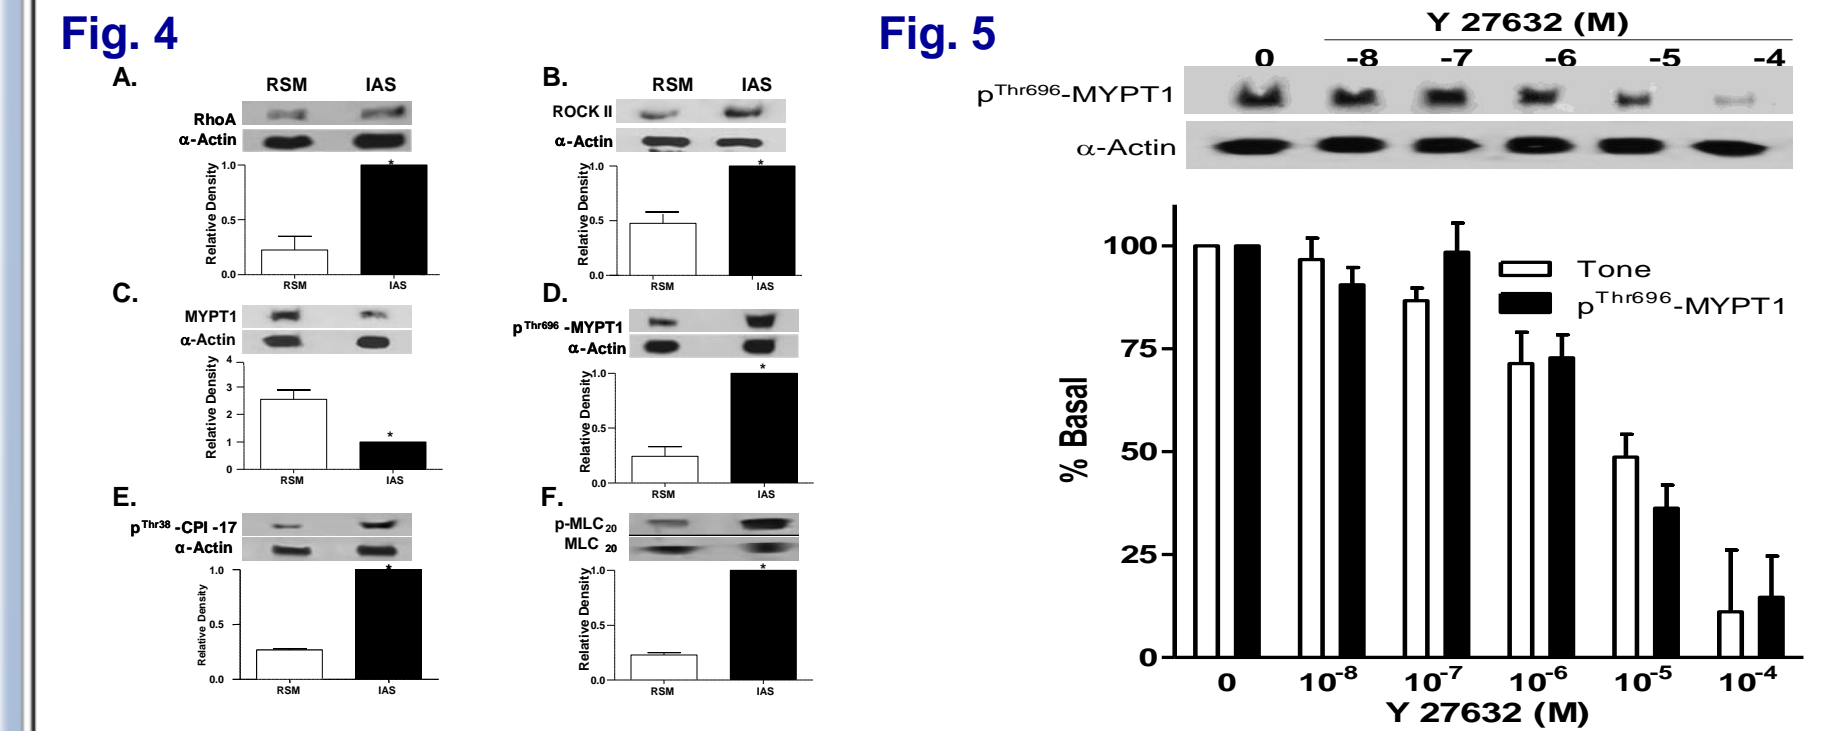 Fig. 4
A.
RSM IAS
RhoA
α-Actin
Relative Density
1.0
0.5
0.0
*
RSM IAS
B.
RSM IAS
ROCK II
α-Actin
Relative Density
1.0
0.5
0.0
*
RSM IAS
C.
MYPT1
α-Actin
Relative Density
4
3
2
1
0
*
RSM IAS
D.
pThr696 -MYPT1
α-Actin
Relative Density
1.0
0.5
0.0
*
RSM IAS
E.
pThr38 -CPI -17
α-Actin
Relative Density
1.0
0.5
0.0
*
RSM IAS
F.
p-MLC20
MLC 20
Relative Density
1.0
0.5
0.0
*
RSM IAS
Fig. 5
Y 27632 (M)
0 -8 -7 -6 -5 -4
pThr696-MYPT1
α-Actin
% Basal
100
75
50
25
0
Tone
pThr696-MYPT1
0 10-8 10-7 10-6 10-5 10-4
Y 27632 (M)